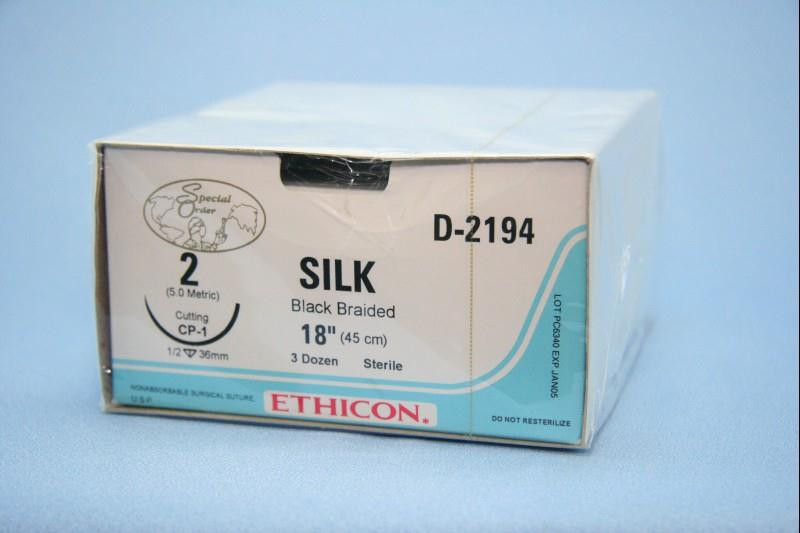 Special
Order
D-2194
2
(5.0 Metric)
SILK
Black Braided
Cutting
CP-1
18" (45 cm)
1/2 36mm
3 Dozen Sterile
LOT PC6340 EXP JAN05
NONABSORBABLE SURGICAL SUTURE,
U.S.P.
ETHICON.
DO NOT RESTERILIZE